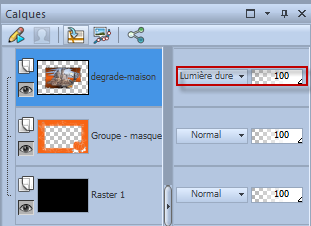 Calques
degrade-maison
Lumière dure
100
Groupe - masque
Normal
100
Raster 1
Normal
100